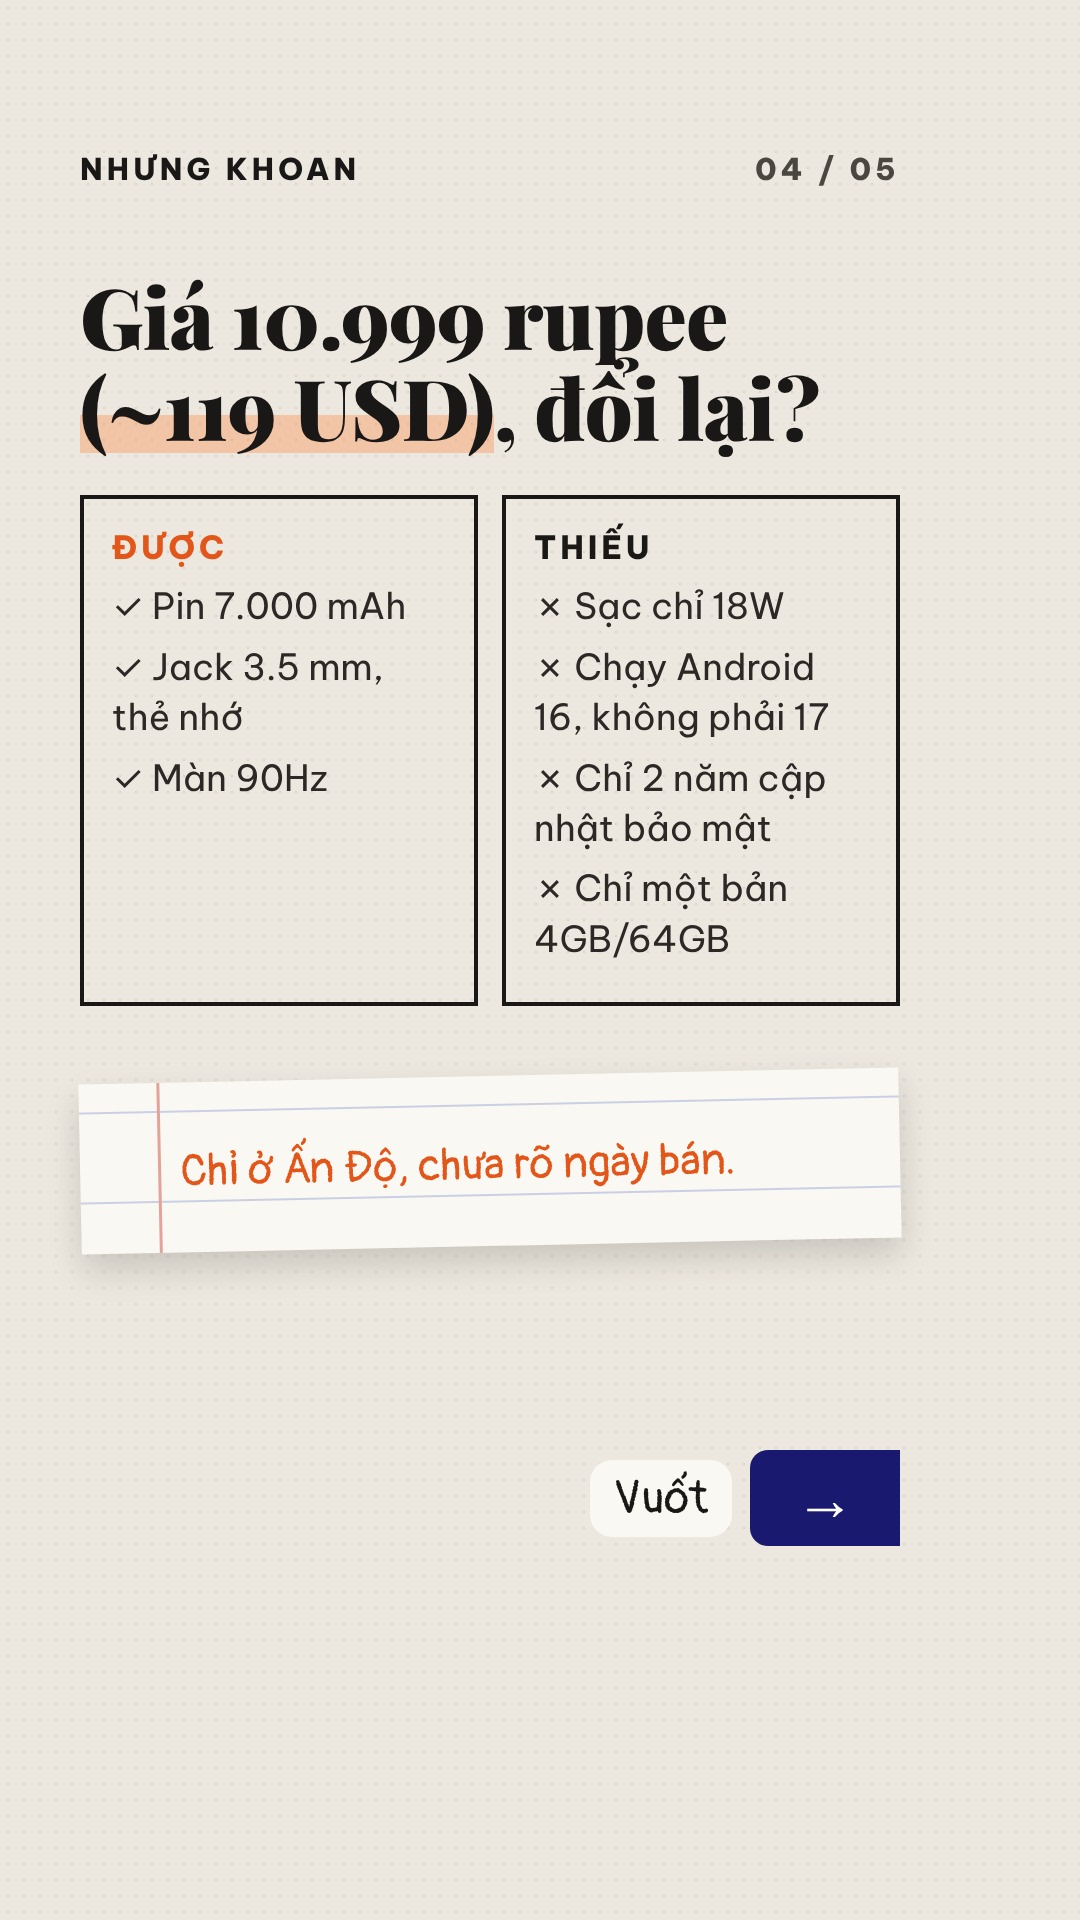 NHƯNG KHOAN
04 / 05
Giá 10.999 rupee
(~119 USD), đổi lại?
ĐƯỢC
✓ Pin 7.000 mAh
✓ Jack 3.5 mm,
thẻ nhớ
✓ Màn 90Hz
THIẾU
× Sạc chỉ 18W
× Chạy Android
16, không phải 17
× Chỉ 2 năm cập
nhật bảo mật
× Chỉ một bản
4GB/64GB
Chỉ ở Ấn Độ, chưa rõ ngày bán.
Vuốt →